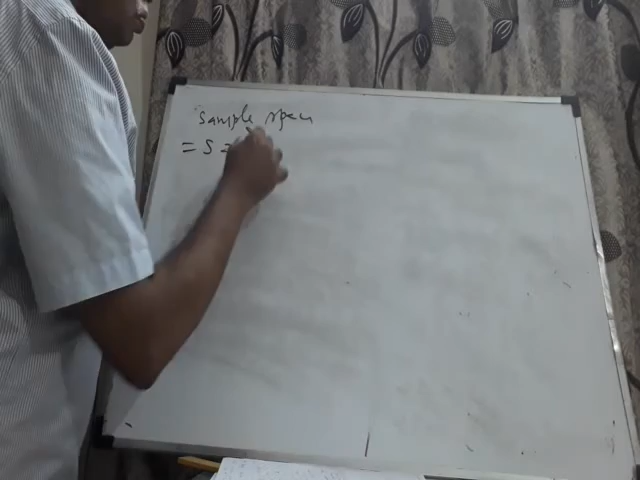 Sample space
= S =